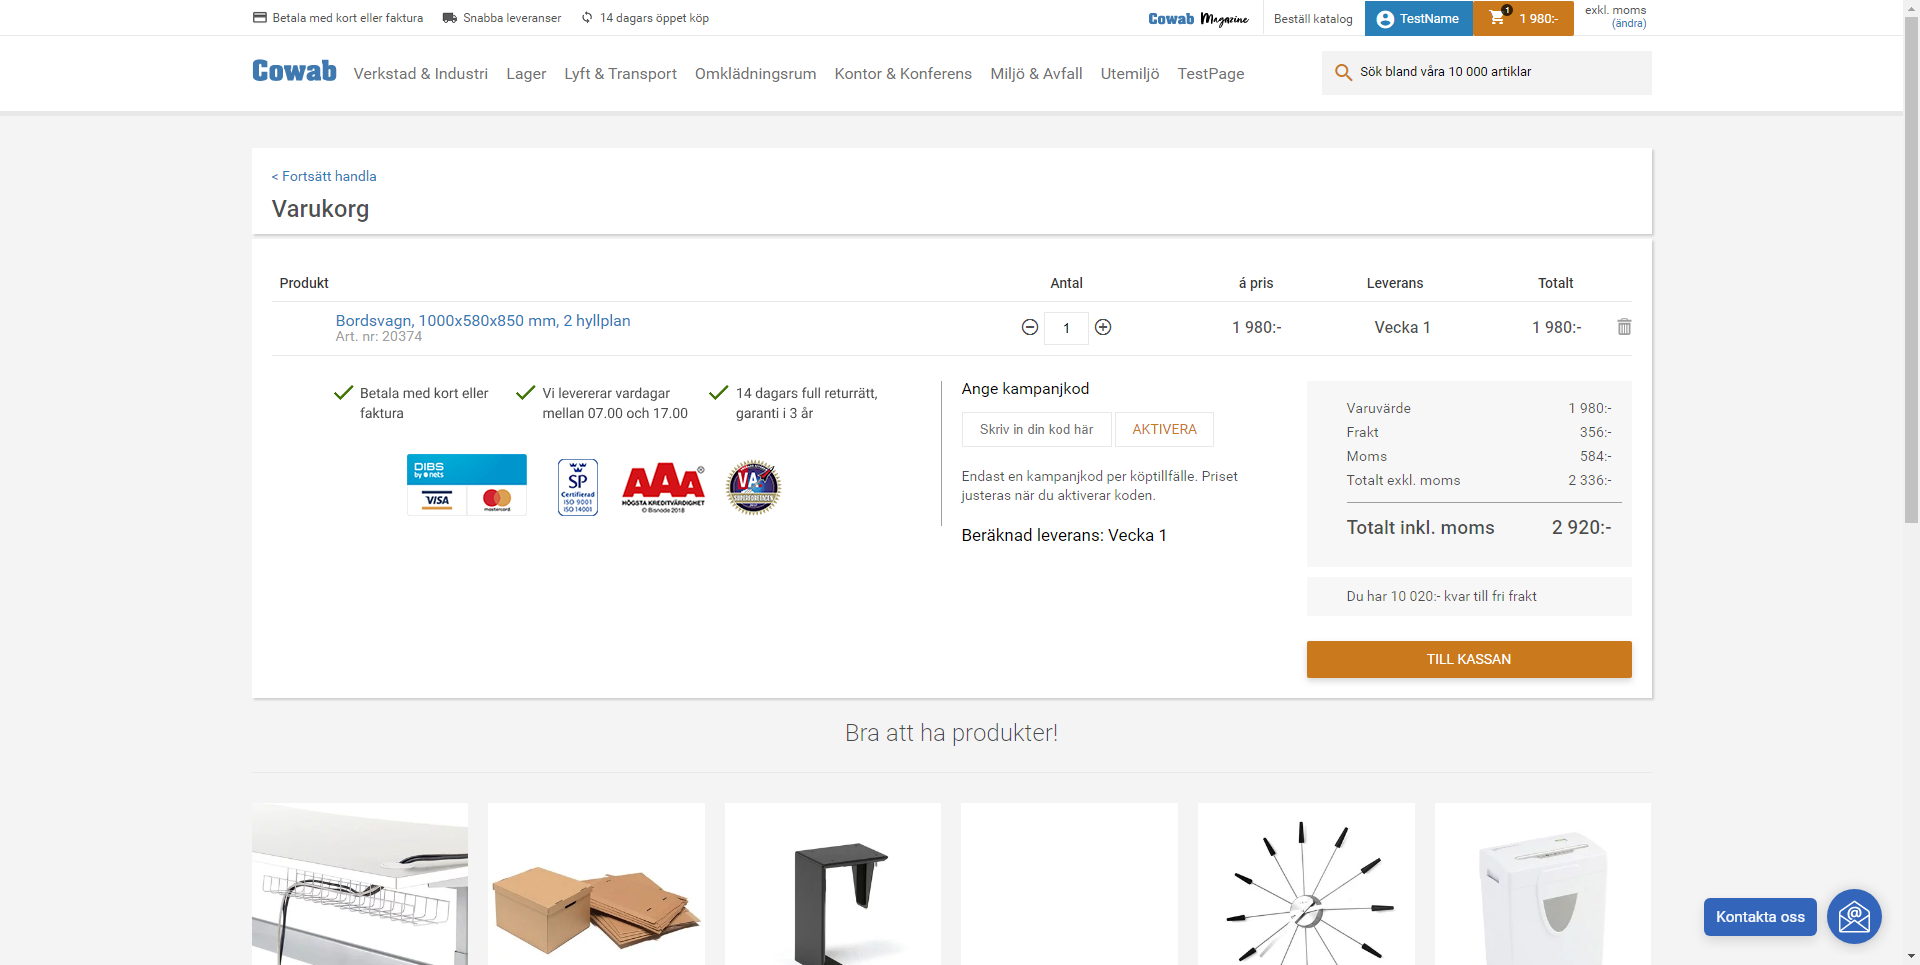 Betala med kort eller faktura
Snabba leveranser
14 dagars öppet köp
Cowab Magazine
Beställ katalog
TestName
1
1 980:-
exkl. moms
(ändra)
Cowab
Verkstad & Industri
Lager
Lyft & Transport
Omklädningsrum
Kontor & Konferens
Miljö & Avfall
Utemiljö
TestPage
Sök bland våra 10 000 artiklar
< Fortsätt handla
Varukorg
Produkt
Antal
á pris
Leverans
Totalt
Bordsvagn, 1000x580x850 mm, 2 hyllplan
Art. nr: 20374
1
1 980:-
Vecka 1
1 980:-
Betala med kort eller
faktura
Vi levererar vardagar
mellan 07.00 och 17.00
14 dagars full returrätt,
garanti i 3 år
DIBS
by nets
VISA
mastercard
SP
Certifierad
ISO 9001
ISO 14001
AAA®
HÖGSTA KREDITVÄRDIGHET
© Bisnode 2018
VA
SUPERFÖRETAGEN
Ange kampanjkod
Skriv in din kod här
AKTIVERA
Endast en kampanjkod per köptillfälle. Priset
justeras när du aktiverar koden.
Beräknad leverans: Vecka 1
Varuvärde 1 980:-
Frakt 356:-
Moms 584:-
Totalt exkl. moms 2 336:-
Totalt inkl. moms 2 920:-
Du har 10 020:- kvar till fri frakt
TILL KASSAN
Bra att ha produkter!
Kontakta oss